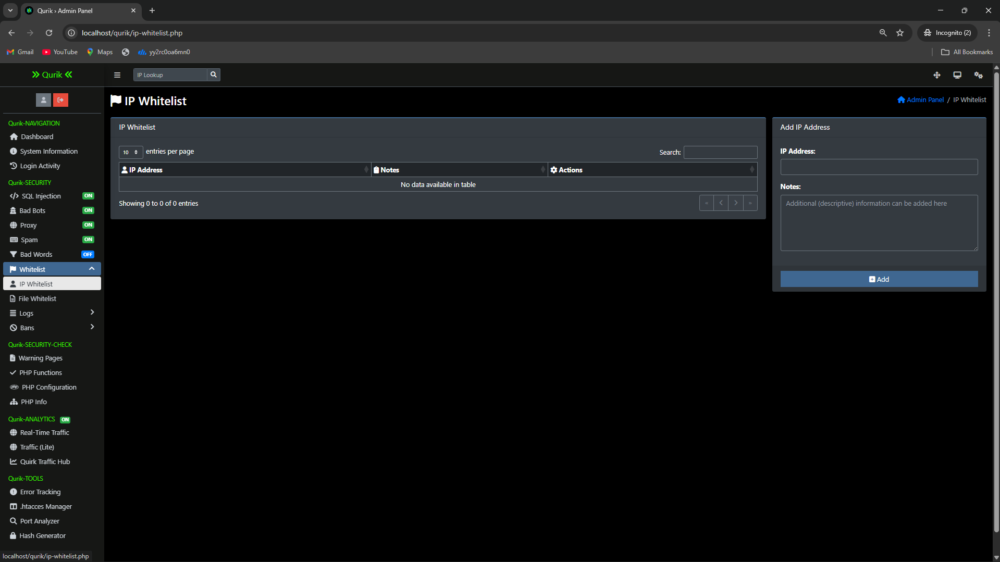 Qurik › Admin Panel
localhost/qurik/ip-whitelist.php
Incognito (2)
Gmail
YouTube
Maps
yy2rc0oa6mn0
All Bookmarks
Qurik
IP Lookup
IP Whitelist
Admin Panel / IP Whitelist
Qurik-NAVIGATION
Dashboard
System Information
Login Activity
Qurik-SECURITY
SQL Injection ON
Bad Bots ON
Proxy ON
Spam ON
Bad Words OFF
Whitelist
IP Whitelist
File Whitelist
Logs
Bans
Qurik-SECURITY-CHECK
Warning Pages
PHP Functions
PHP Configuration
PHP Info
Qurik-ANALYTICS ON
Real-Time Traffic
Traffic (Lite)
Quirk Traffic Hub
Qurik-TOOLS
Error Tracking
.htacces Manager
Port Analyzer
Hash Generator
localhost/qurik/ip-whitelist.php
IP Whitelist
10 entries per page
Search:
IP Address Notes Actions
No data available in table
Showing 0 to 0 of 0 entries
« ‹ › »
Add IP Address
IP Address:
Notes:
Additional (descriptive) information can be added here
Add